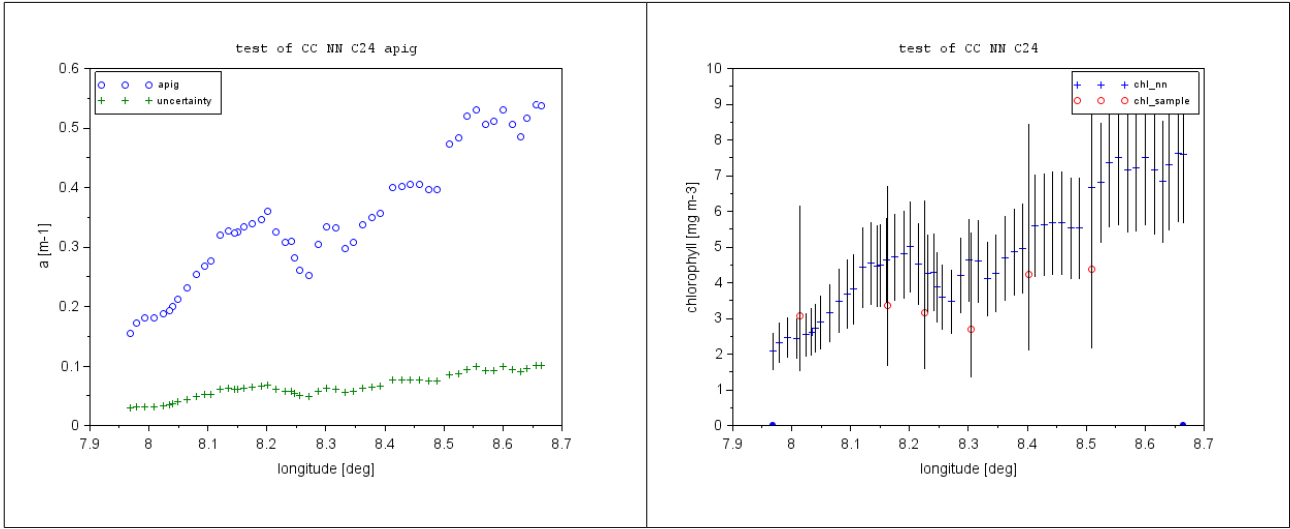 test of CC NN C24 apig
0.6
0.5
0.4
0.3
0.2
0.1
0
a [m-1]
apig
uncertainty
7.9 8 8.1 8.2 8.3 8.4 8.5 8.6 8.7
longitude [deg]
test of CC NN C24
10
9
8
7
6
5
4
3
2
1
0
chlorophyll [mg m-3]
chl_nn
chl_sample
7.9 8 8.1 8.2 8.3 8.4 8.5 8.6 8.7
longitude [deg]